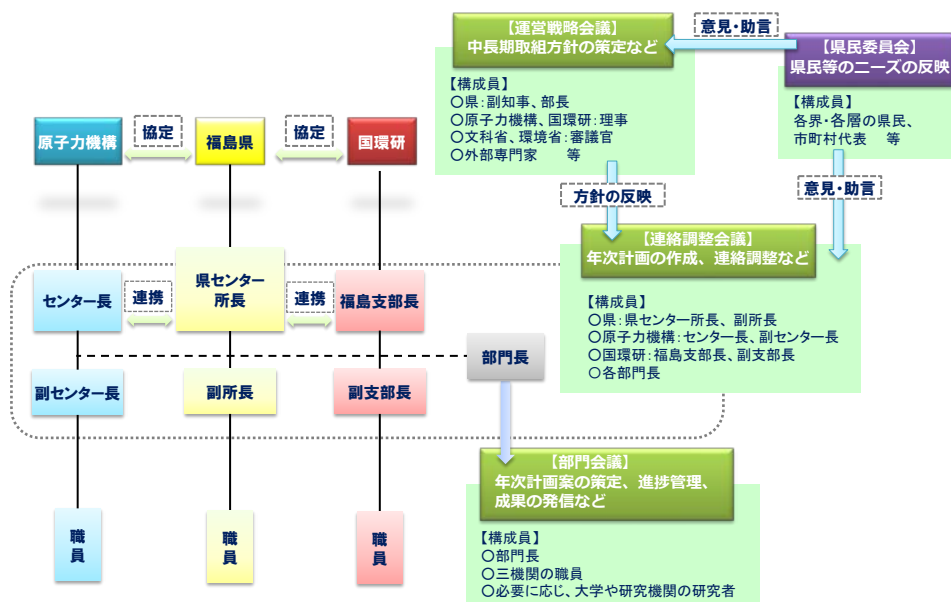 【運営戦略会議】
中長期取組方針の策定など
意見・助言
【県民委員会】
県民等のニーズの反映
【構成員】
○県:副知事、部長
○原子力機構、国環研:理事
○文科省、環境省:審議官
○外部専門家　等
【構成員】
各界・各層の県民、
市町村代表　等
原子力機構
協定
福島県
協定
国環研
方針の反映
意見・助言
【連絡調整会議】
年次計画の作成、連絡調整など
【構成員】
○県:県センター所長、副所長
○原子力機構:センター長、副センター長
○国環研:福島支部長、副支部長
○各部門長
センター長
連携
県センター
所長
連携
福島支部長
部門長
副センター長
副所長
副支部長
【部門会議】
年次計画案の策定、進捗管理、
成果の発信など
【構成員】
○部門長
○三機関の職員
○必要に応じ、大学や研究機関の研究者
職員
職員
職員